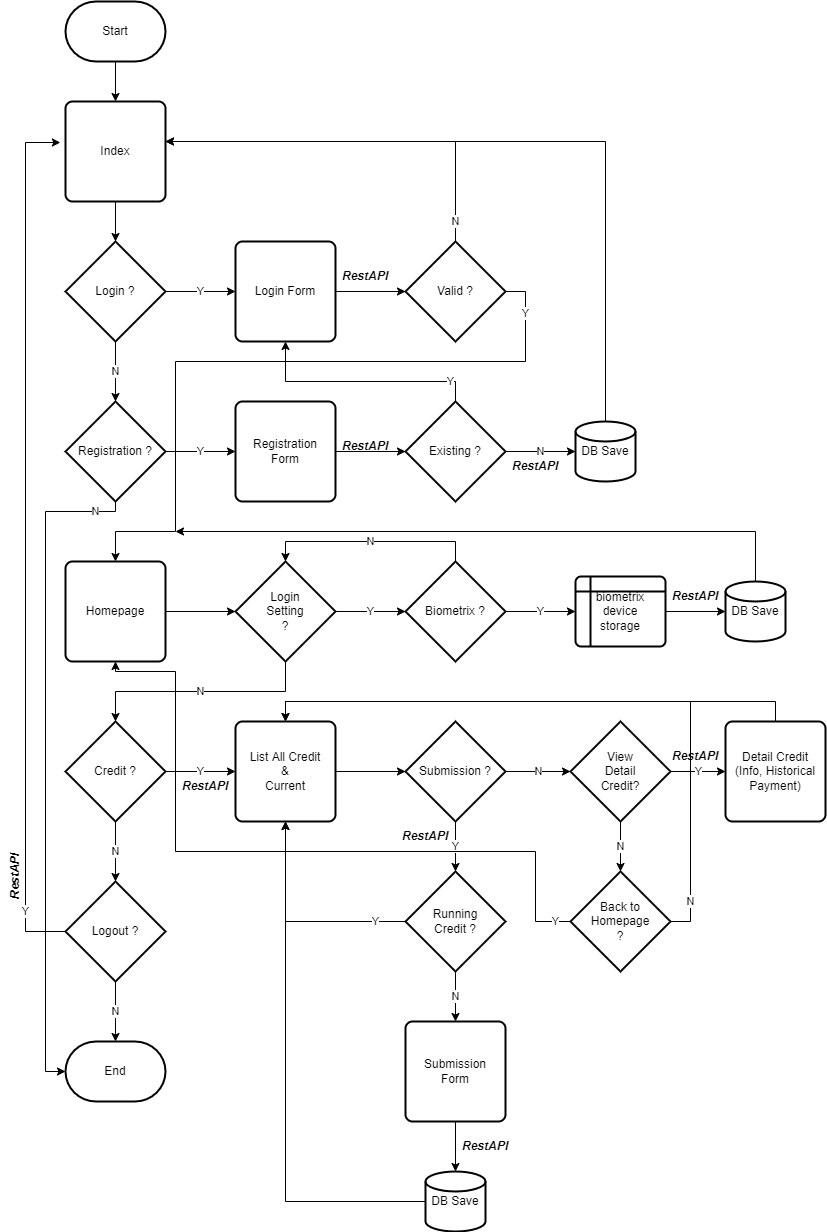 Start
Index
Login ?
Y
Login Form
RestAPI
Valid ?
N
Y
N
Registration ?
Y
Registration
Form
RestAPI
Existing ?
Y
N
RestAPI
DB Save
N
Homepage
Login
Setting
?
N
Y
Biometrix ?
Y
biometrix
device
storage
RestAPI
DB Save
N
Credit ?
Y
RestAPI
List All Credit
&
Current
Submission ?
N
View
Detail
Credit?
RestAPI
Y
Detail Credit
(Info, Historical
Payment)
RestAPI
Y
N
N
RestAPI
Y
Logout ?
Y
Running
Credit ?
Y
Back to
Homepage
?
N
N
N
End
Submission
Form
RestAPI
DB Save